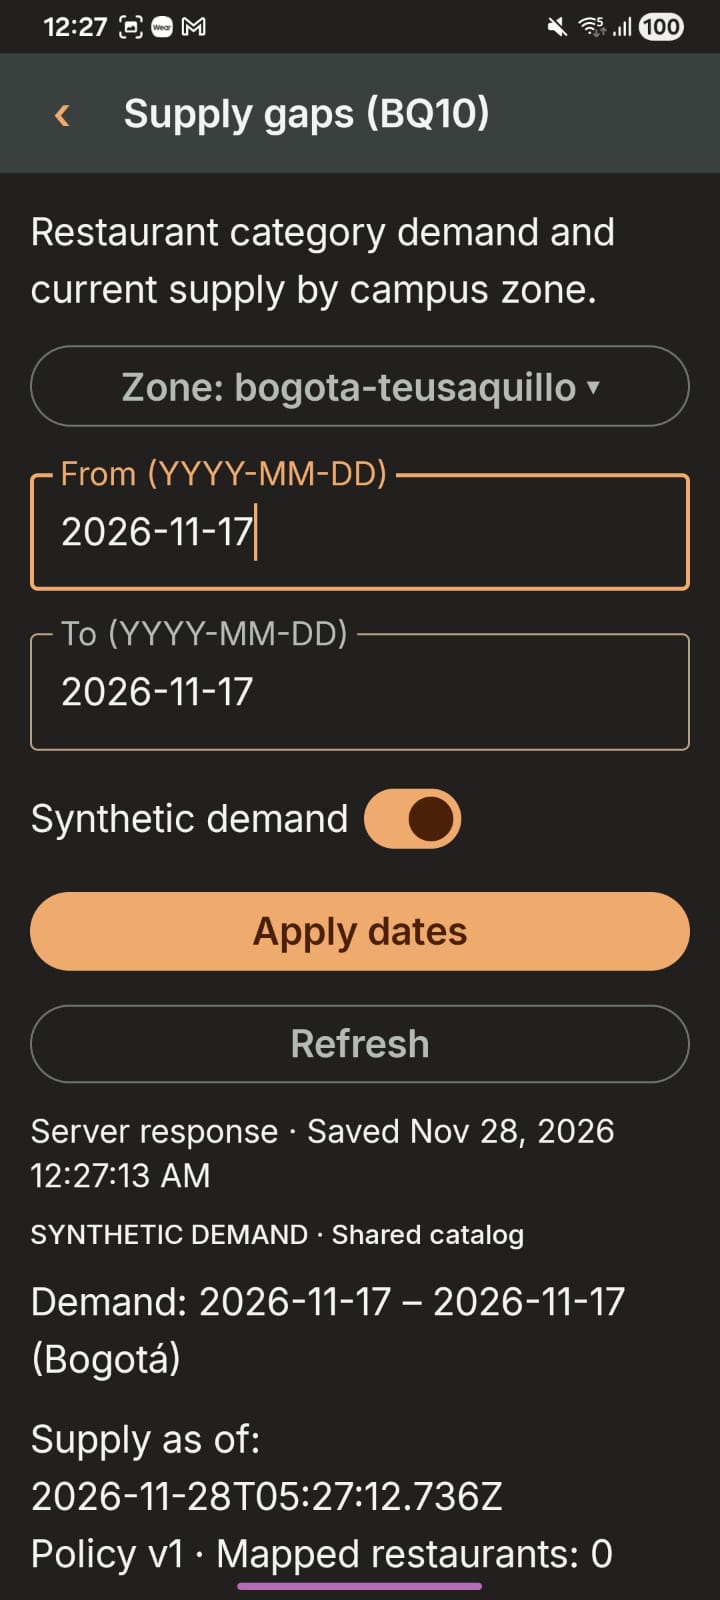 12:27 Wear 5 100
‹ Supply gaps (BQ10)
Restaurant category demand and
current supply by campus zone.
Zone: bogota-teusaquillo ▾
From (YYYY-MM-DD)
2026-11-17
To (YYYY-MM-DD)
2026-11-17
Synthetic demand
Apply dates
Refresh
Server response · Saved Nov 28, 2026
12:27:13 AM
SYNTHETIC DEMAND · Shared catalog
Demand: 2026-11-17 – 2026-11-17
(Bogotá)
Supply as of:
2026-11-28T05:27:12.736Z
Policy v1 · Mapped restaurants: 0